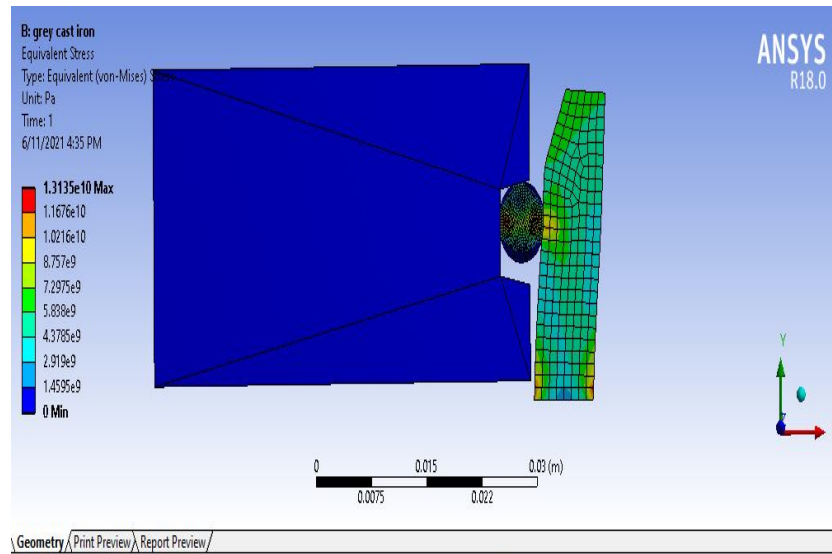 B: grey cast iron
Equivalent Stress
Type: Equivalent (von-Mises) Stress
Unit: Pa
Time: 1
6/11/2021 4:35 PM
1.3135e10 Max
1.1676e10
1.0216e10
8.757e9
7.2975e9
5.838e9
4.3785e9
2.919e9
1.4595e9
0 Min
ANSYS
R18.0
Y
0 0.015 0.03 (m)
0.0075 0.022
Geometry Print Preview Report Preview